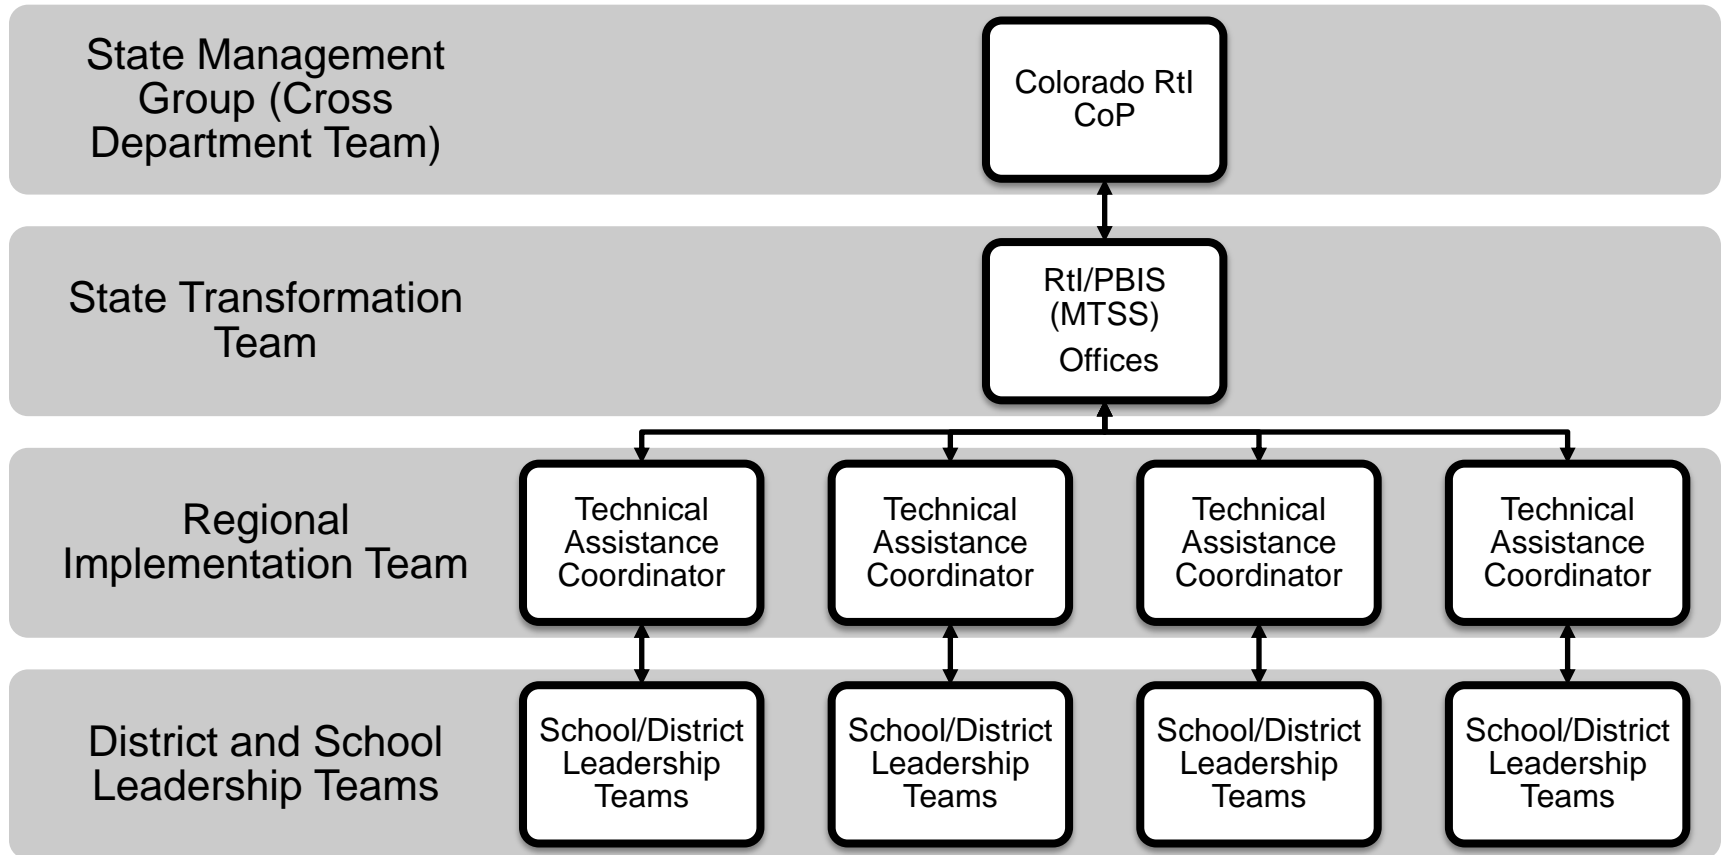 State Management
Group (Cross
Department Team)
Colorado RtI
CoP
State Transformation
Team
RtI/PBIS
(MTSS)
Offices
Regional
Implementation Team
Technical
Assistance
Coordinator
Technical
Assistance
Coordinator
Technical
Assistance
Coordinator
Technical
Assistance
Coordinator
District and School
Leadership Teams
School/District
Leadership
Teams
School/District
Leadership
Teams
School/District
Leadership
Teams
School/District
Leadership
Teams